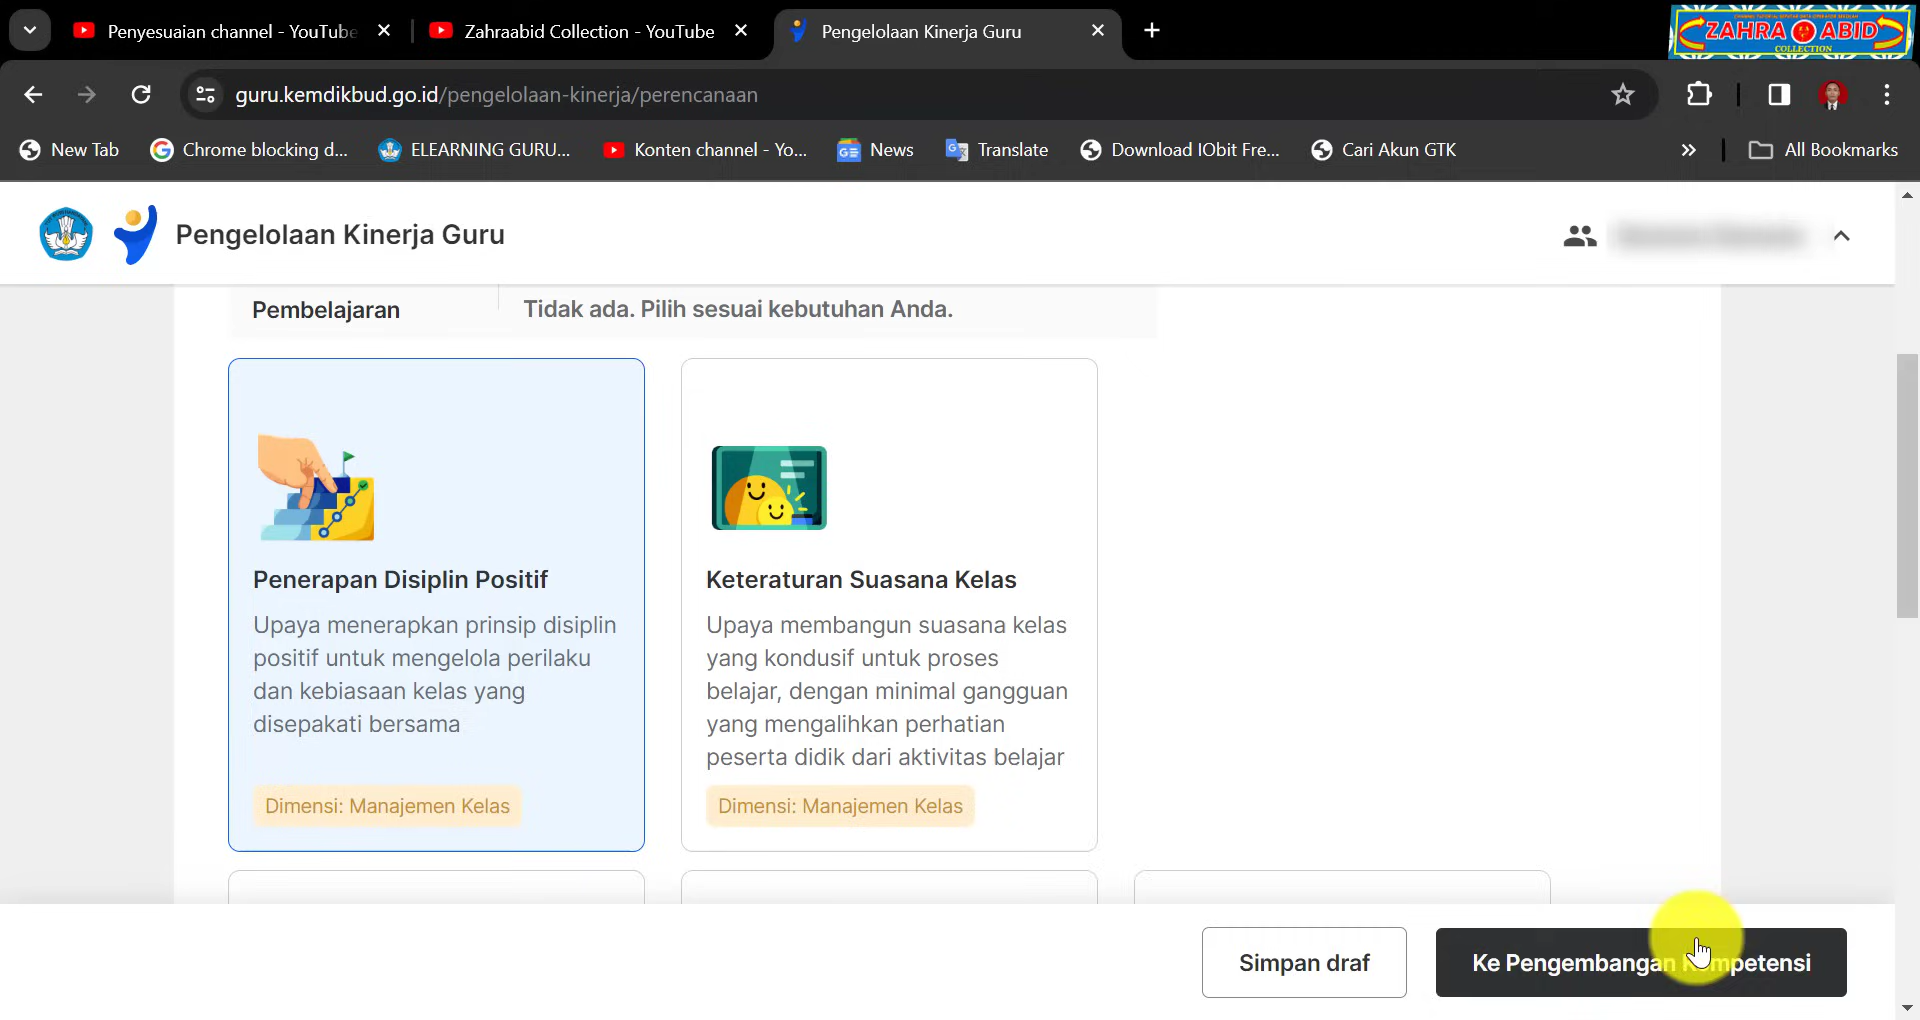 Penyesuaian channel - YouTube
Zahraabid Collection - YouTube
Pengelolaan Kinerja Guru
ZAHRA ABID
COLLECTION
guru.kemdikbud.go.id/pengelolaan-kinerja/perencanaan
New Tab
Chrome blocking d...
ELEARNING GURU...
Konten channel - Yo...
News
Translate
Download IObit Fre...
Cari Akun GTK
All Bookmarks
Pengelolaan Kinerja Guru
Pembelajaran
Tidak ada. Pilih sesuai kebutuhan Anda.
Penerapan Disiplin Positif
Upaya menerapkan prinsip disiplin
positif untuk mengelola perilaku
dan kebiasaan kelas yang
disepakati bersama
Dimensi: Manajemen Kelas
Keteraturan Suasana Kelas
Upaya membangun suasana kelas
yang kondusif untuk proses
belajar, dengan minimal gangguan
yang mengalihkan perhatian
peserta didik dari aktivitas belajar
Dimensi: Manajemen Kelas
Simpan draf
Ke Pengembangan Kompetensi